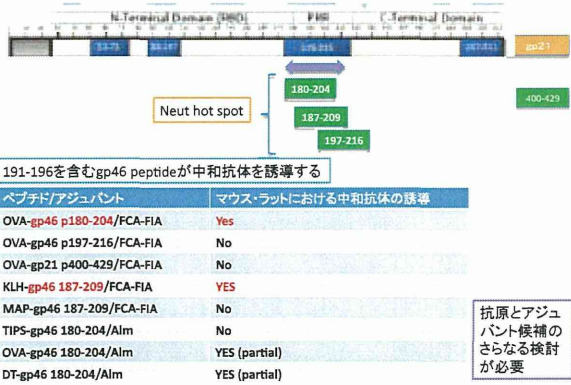 N-Terminal Domain (RBD)
PRR
C-Terminal Domain
gp21
180-204
187-209
197-216
400-429
Neut hot spot
191-196を含むgp46 peptideが中和抗体を誘導する
ペプチド/アジュバント マウス・ラットにおける中和抗体の誘導
OVA-gp46 p180-204/FCA-FIA Yes
OVA-gp46 p197-216/FCA-FIA No
OVA-gp21 p400-429/FCA-FIA No
KLH-gp46 187-209/FCA-FIA YES
MAP-gp46 187-209/FCA-FIA No
TIPS-gp46 180-204/Alm No
OVA-gp46 180-204/Alm YES (partial)
DT-gp46 180-204/Alm YES (partial)
抗原とアジュ
バント候補の
さらなる検討
が必要